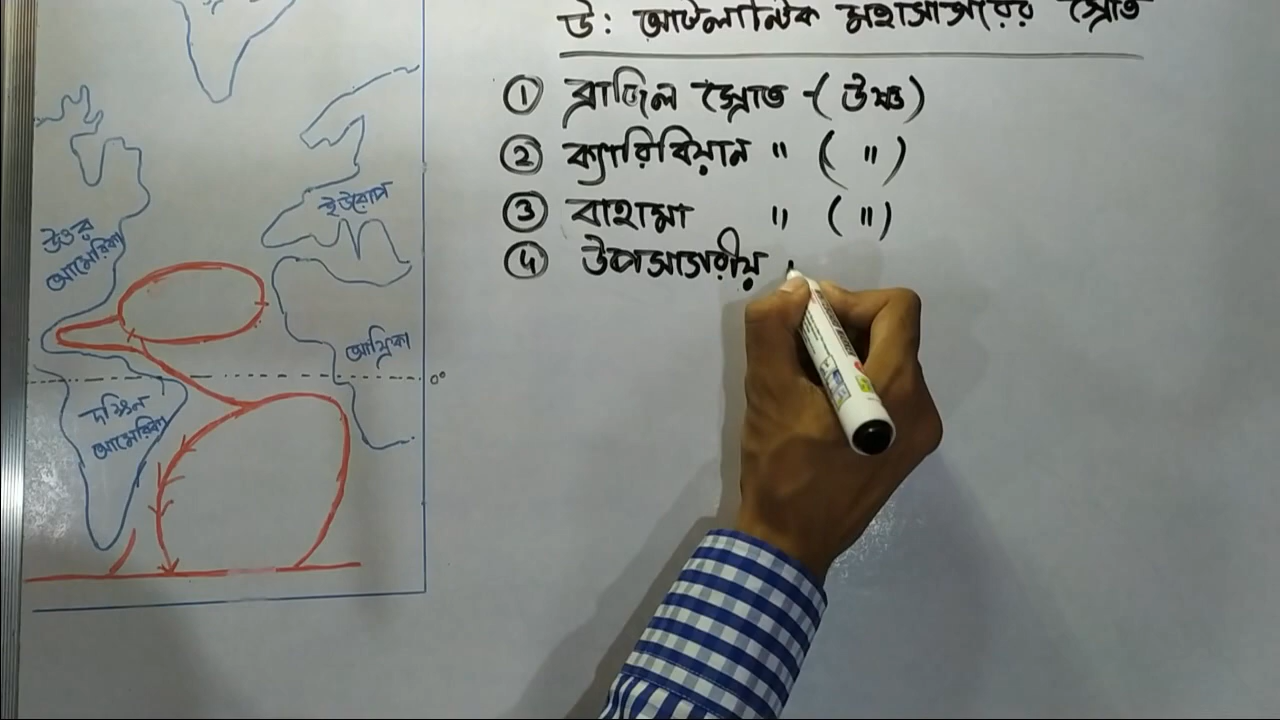 উ: আটলান্টিক মহাসাগরের স্রোত
① ব্রাজিল স্রোত - (উষ্ণ)
② ক্যারিবিয়ান " ( " )
③ বাহামা " ( " )
④ উপসাগরীয়
উত্তর
আমেরিকা
ইউরোপ
আফ্রিকা
0°
দক্ষিন
আমেরিকা